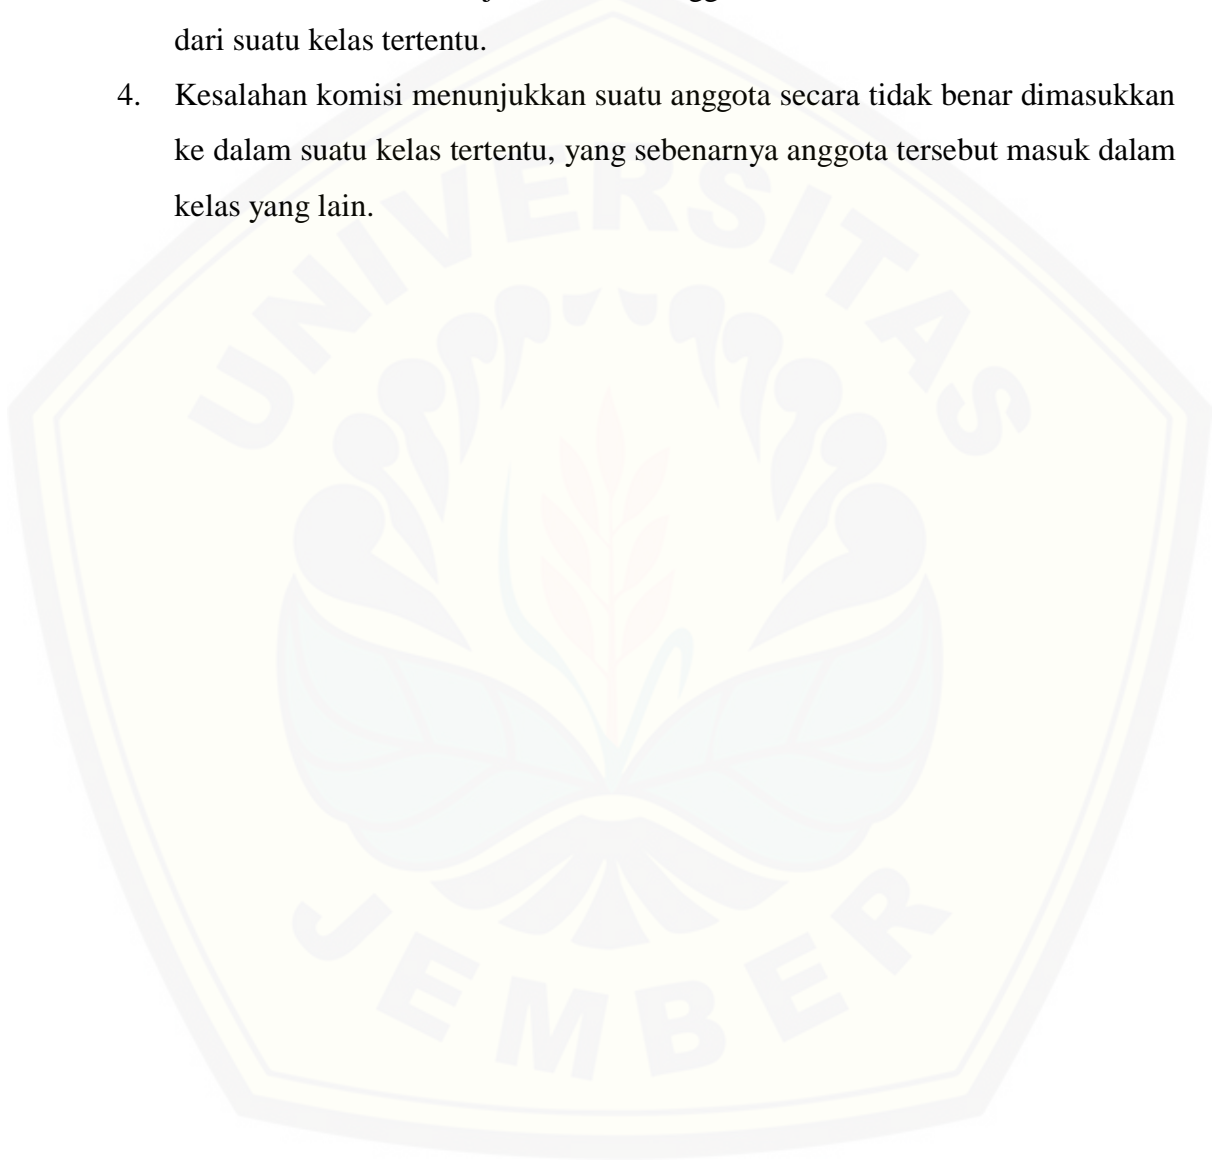 dari suatu kelas tertentu.
4. Kesalahan komisi menunjukkan suatu anggota secara tidak benar dimasukkan
ke dalam suatu kelas tertentu, yang sebenarnya anggota tersebut masuk dalam
kelas yang lain.
UNIVERSITAS
JEMBER